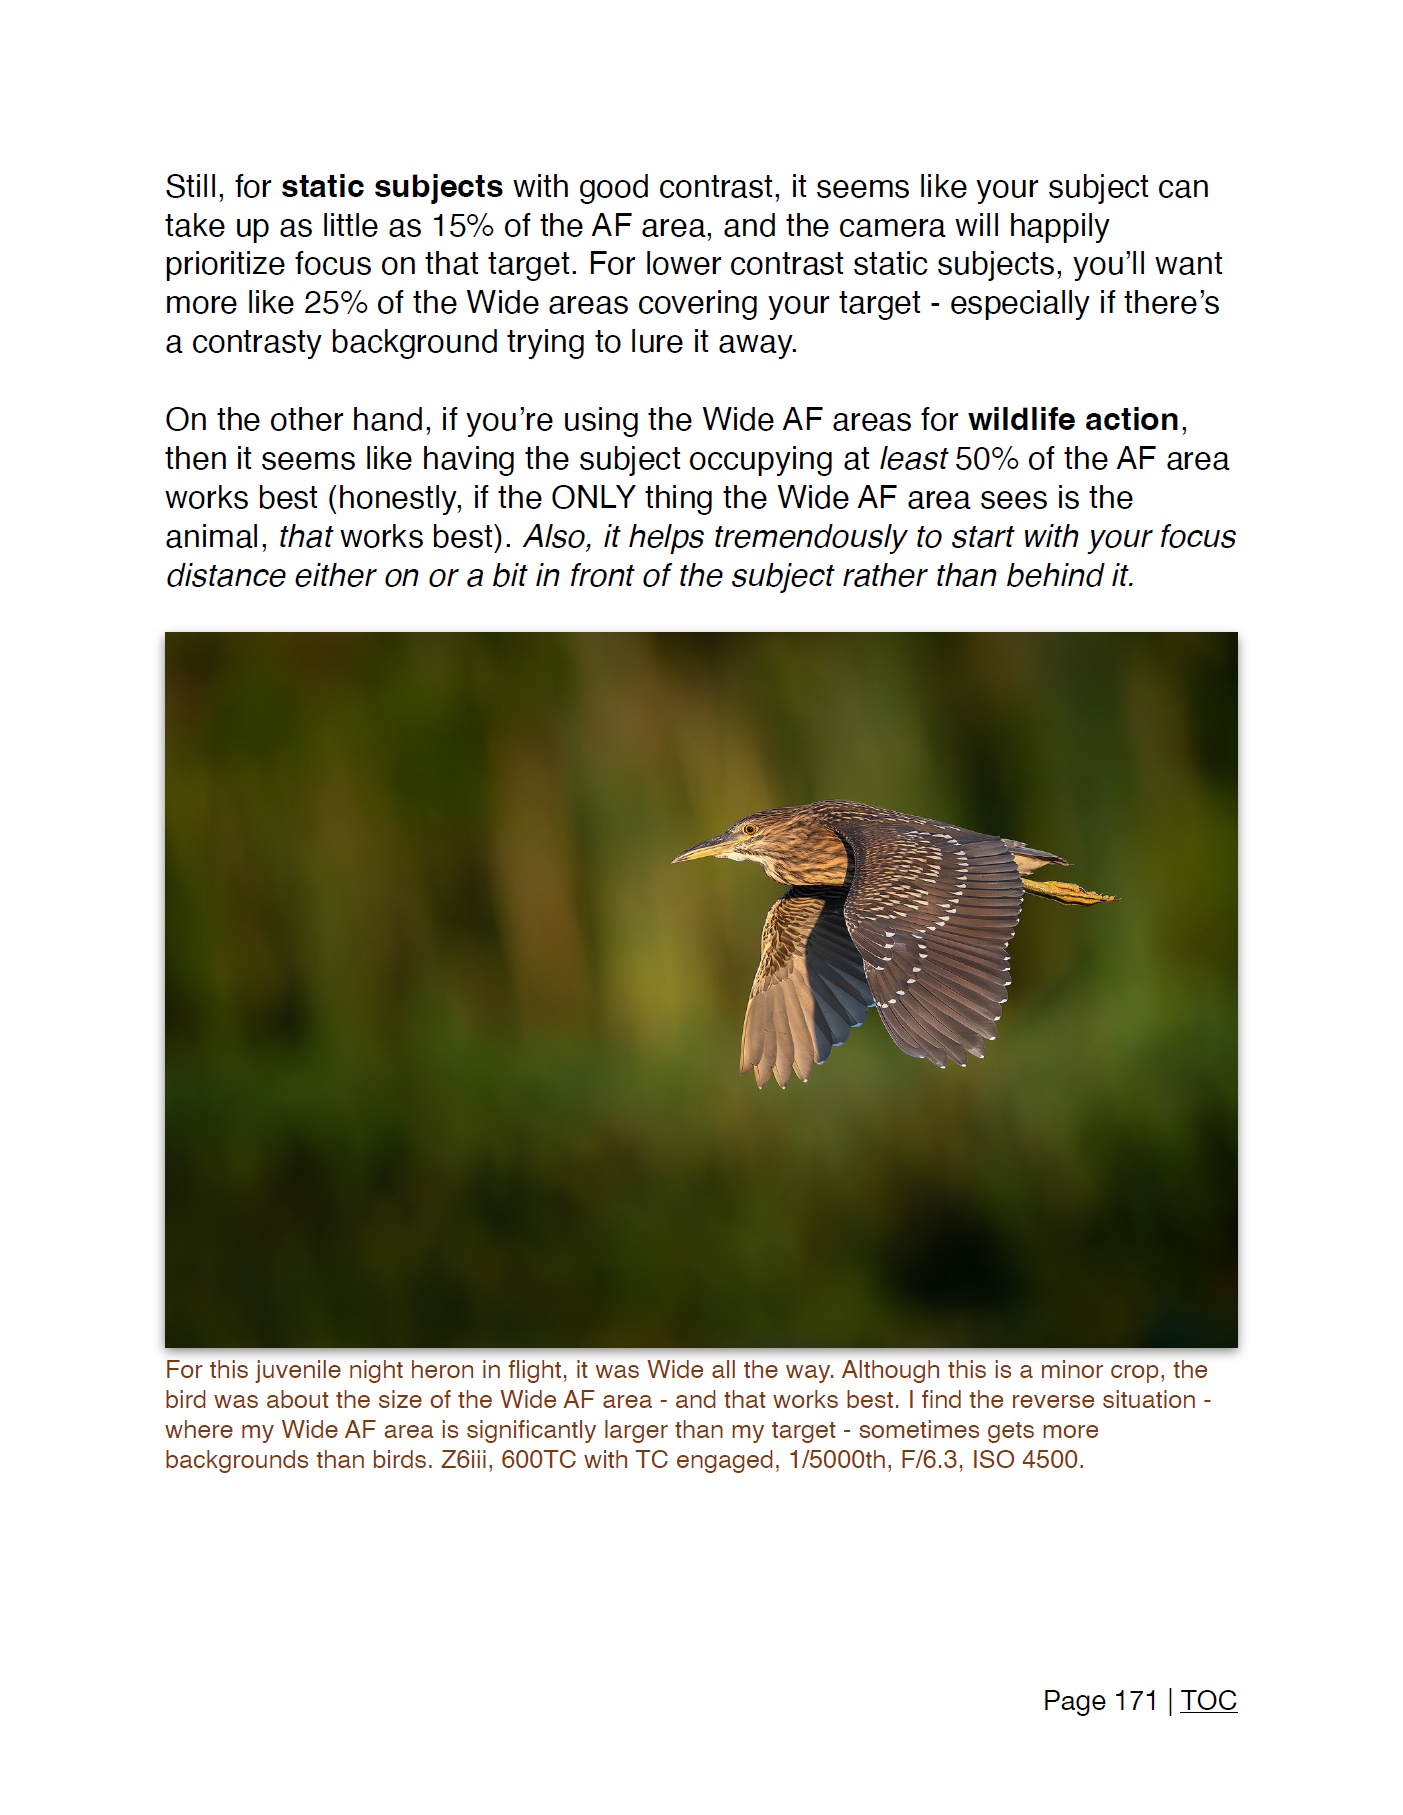 Still, for static subjects with good contrast, it seems like your subject can
take up as little as 15% of the AF area, and the camera will happily
prioritize focus on that target. For lower contrast static subjects, you’ll want
more like 25% of the Wide areas covering your target - especially if there’s
a contrasty background trying to lure it away.
On the other hand, if you’re using the Wide AF areas for wildlife action,
then it seems like having the subject occupying at least 50% of the AF area
works best (honestly, if the ONLY thing the Wide AF area sees is the
animal, that works best). Also, it helps tremendously to start with your focus
distance either on or a bit in front of the subject rather than behind it.
For this juvenile night heron in flight, it was Wide all the way. Although this is a minor crop, the
bird was about the size of the Wide AF area - and that works best. I find the reverse situation -
where my Wide AF area is significantly larger than my target - sometimes gets more
backgrounds than birds. Z6iii, 600TC with TC engaged, 1/5000th, F/6.3, ISO 4500.
Page 171 | TOC